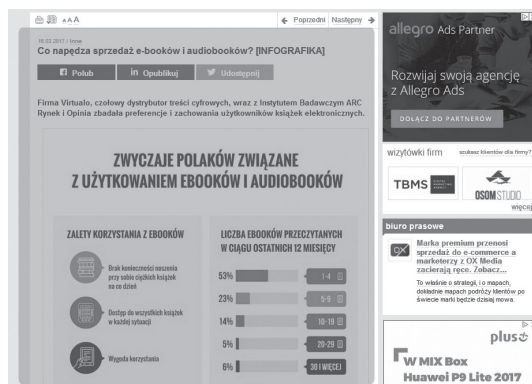 A A A
Poprzedni Następny
16.02.2017 | Inne
Co napędza sprzedaż e-booków i audiobooków? [INFOGRAFIKA]
Polub
in Opublikuj
Udostępnij
Firma Virtualo, czołowy dystrybutor treści cyfrowych, wraz z Instytutem Badawczym ARC
Rynek i Opinia zbadała preferencje i zachowania użytkowników książek elektronicznych.
ZWYCZAJE POLAKÓW ZWIĄZANE
Z UŻYTKOWANIEM EBOOKÓW I AUDIOBOOKÓW
ZALETY KORZYSTANIA Z EBOOKÓW
Brak konieczności noszenia
przy sobie ciężkich książek
na co dzień
Dostęp do wszystkich książek
w każdej sytuacji
Wygoda korzystania
LICZBA EBOOKÓW PRZECZYTANYCH
W CIĄGU OSTATNICH 12 MIESIĘCY
53% 1-4
23% 5-9
14% 10-19
5% 20-29
6% 30 I WIĘCEJ
allegro Ads Partner
Rozwijaj swoją agencję
z Allegro Ads
DOŁĄCZ DO PARTNERÓW
wizytówki firm szukasz klientów dla firmy?
TBMS
OSOM STUDIO
więcej
biuro prasowe
OX
Marka premium przenosi
sprzedaż do e-commerce a
marketerzy z OX Media
zacierają ręce. Zobacz...
To właśnie o strategii, i o mapach,
dokładnie mapach podróży klientów po
świecie marki będzie dzisiaj mowa.
plus
W MIX Box
Huawei P9 Lite 2017